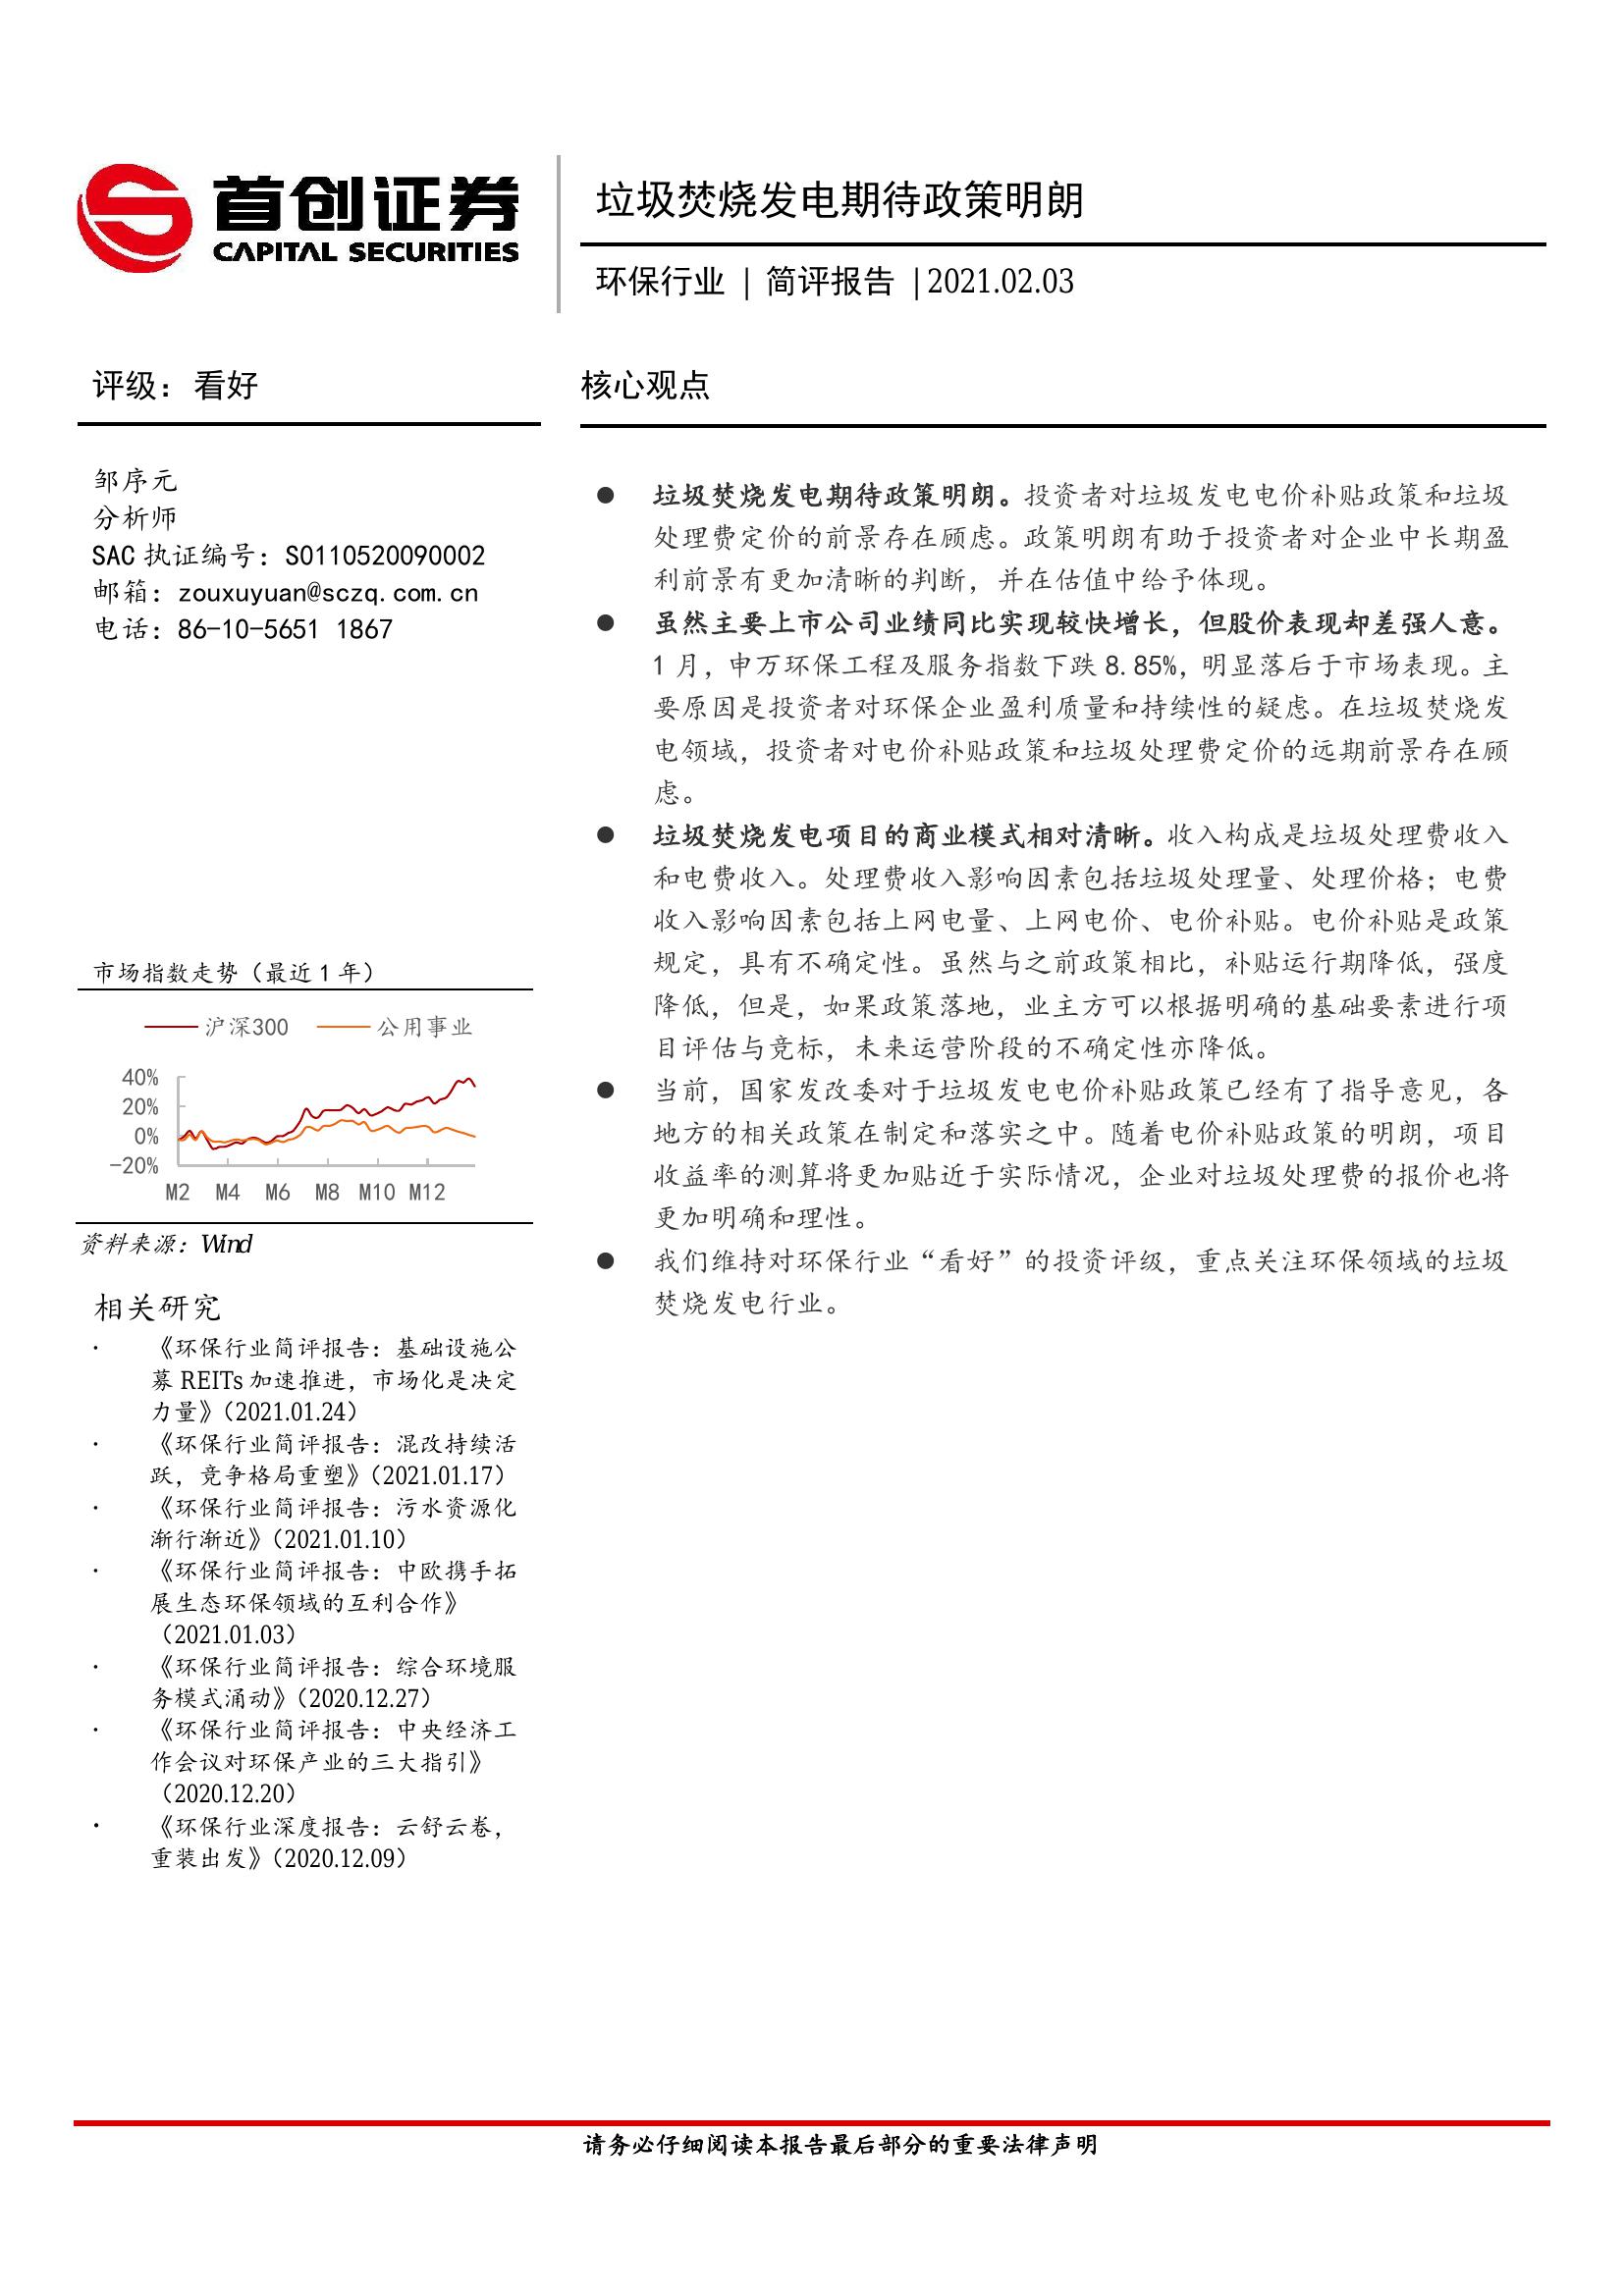 首创证券
CAPITAL SECURITIES
垃圾焚烧发电期待政策明朗
环保行业 | 简评报告 |2021.02.03
评级：看好
邹序元
分析师
SAC 执证编号：S0110520090002
邮箱：zouxuyuan@sczq.com.cn
电话：86-10-5651 1867
市场指数走势（最近 1 年）
沪深300 公用事业
40%
20%
0%
-20%
M2 M4 M6 M8 M10 M12
资料来源：Wind
相关研究
· 《环保行业简评报告：基础设施公
募 REITs 加速推进，市场化是决定
力量》（2021.01.24）
· 《环保行业简评报告：混改持续活
跃，竞争格局重塑》（2021.01.17）
· 《环保行业简评报告：污水资源化
渐行渐近》（2021.01.10）
· 《环保行业简评报告：中欧携手拓
展生态环保领域的互利合作》
（2021.01.03）
· 《环保行业简评报告：综合环境服
务模式涌动》（2020.12.27）
· 《环保行业简评报告：中央经济工
作会议对环保产业的三大指引》
（2020.12.20）
· 《环保行业深度报告：云舒云卷，
重装出发》（2020.12.09）
核心观点
● 垃圾焚烧发电期待政策明朗。投资者对垃圾发电电价补贴政策和垃圾
处理费定价的前景存在顾虑。政策明朗有助于投资者对企业中长期盈
利前景有更加清晰的判断，并在估值中给予体现。
● 虽然主要上市公司业绩同比实现较快增长，但股价表现却差强人意。
1 月，申万环保工程及服务指数下跌 8.85%，明显落后于市场表现。主
要原因是投资者对环保企业盈利质量和持续性的疑虑。在垃圾焚烧发
电领域，投资者对电价补贴政策和垃圾处理费定价的远期前景存在顾
虑。
● 垃圾焚烧发电项目的商业模式相对清晰。收入构成是垃圾处理费收入
和电费收入。处理费收入影响因素包括垃圾处理量、处理价格；电费
收入影响因素包括上网电量、上网电价、电价补贴。电价补贴是政策
规定，具有不确定性。虽然与之前政策相比，补贴运行期降低，强度
降低，但是，如果政策落地，业主方可以根据明确的基础要素进行项
目评估与竞标，未来运营阶段的不确定性亦降低。
● 当前，国家发改委对于垃圾发电电价补贴政策已经有了指导意见，各
地方的相关政策在制定和落实之中。随着电价补贴政策的明朗，项目
收益率的测算将更加贴近于实际情况，企业对垃圾处理费的报价也将
更加明确和理性。
● 我们维持对环保行业“看好”的投资评级，重点关注环保领域的垃圾
焚烧发电行业。
请务必仔细阅读本报告最后部分的重要法律声明